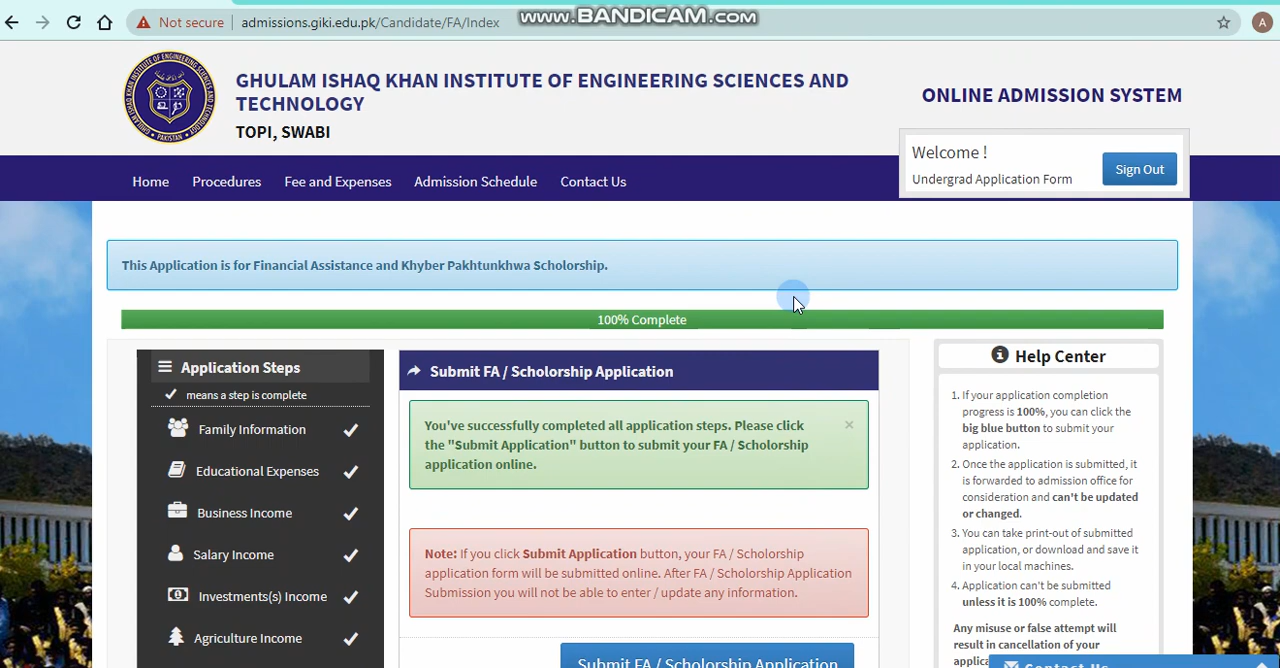 Not secure
admissions.giki.edu.pk/Candidate/FA/Index
www.BANDICAM.com
A
GHULAM ISHAQ KHAN INSTITUTE OF ENGINEERING SCIENCES AND
TECHNOLOGY
TOPI, SWABI
ONLINE ADMISSION SYSTEM
Welcome !
Undergrad Application Form
Sign Out
Home
Procedures
Fee and Expenses
Admission Schedule
Contact Us
This Application is for Financial Assistance and Khyber Pakhtunkhwa Scholorship.
100% Complete
Application Steps
means a step is complete
Family Information
Educational Expenses
Business Income
Salary Income
Investments(s) Income
Agriculture Income
Submit FA / Scholorship Application
You've successfully completed all application steps. Please click
the "Submit Application" button to submit your FA / Scholorship
application online.
×
Note: If you click Submit Application button, your FA / Scholorship
application form will be submitted online. After FA / Scholorship Application
Submission you will not be able to enter / update any information.
Submit FA / Scholorship Application
Help Center
1. If your application completion
progress is 100%, you can click the
big blue button to submit your
application.
2. Once the application is submitted, it
is forwarded to admission office for
consideration and can't be updated
or changed.
3. You can take print-out of submitted
application, or download and save it
in your local machines.
4. Application can't be submitted
unless it is 100% complete.
Any misuse or false attempt will
result in cancellation of your
Contact Us